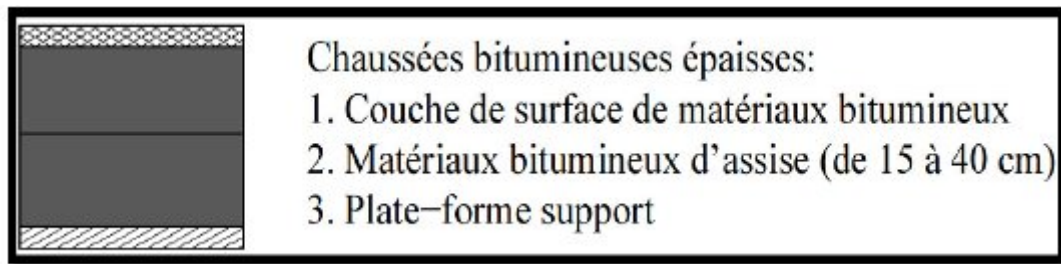 Chaussées bitumineuses épaisses:
1. Couche de surface de matériaux bitumineux
2. Matériaux bitumineux d’assise (de 15 à 40 cm)
3. Plate−forme support